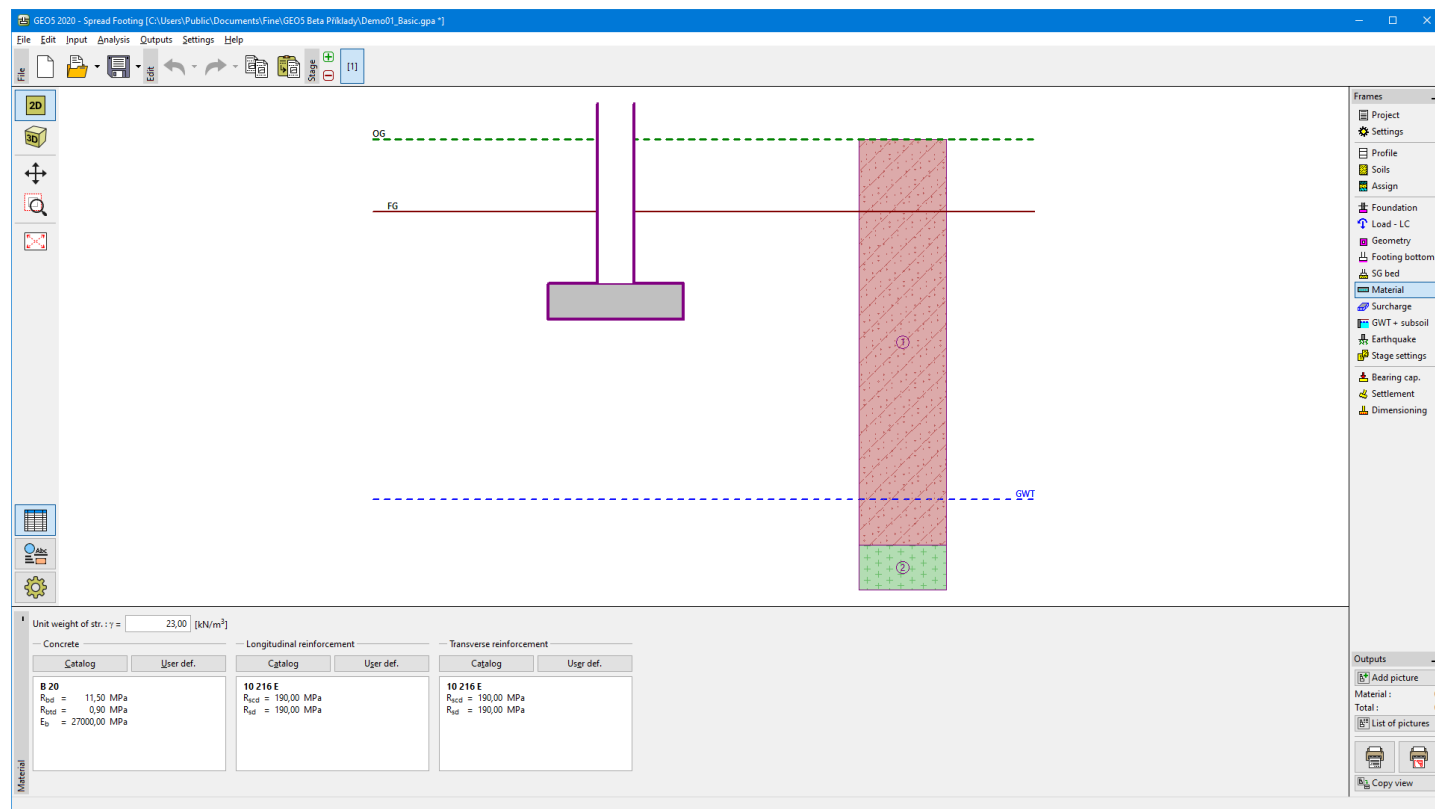 GEO5 2020 - Spread Footing [C:\Users\Public\Documents\Fine\GEO5 Beta Příklady\Demo01_Basic.gpa *]
File Edit Input Analysis Outputs Settings Help
File
Edit
Stage
[1]
2D
3D
Abc
OG
FG
GWT
1
2
Frames
Project
Settings
Profile
Soils
Assign
Foundation
Load - LC
Geometry
Footing bottom
SG bed
Material
Surcharge
GWT + subsoil
Earthquake
Stage settings
Bearing cap.
Settlement
Dimensioning
Outputs
Add picture
Material :
Total :
List of pictures
Copy view
Material
Unit weight of str. : γ = 23,00 [kN/m³]
Concrete
Catalog User def.
B 20
Rbd = 11,50 MPa
Rbtd = 0,90 MPa
Eb = 27000,00 MPa
Longitudinal reinforcement
Catalog User def.
10 216 E
Rscd = 190,00 MPa
Rsd = 190,00 MPa
Transverse reinforcement
Catalog User def.
10 216 E
Rscd = 190,00 MPa
Rsd = 190,00 MPa